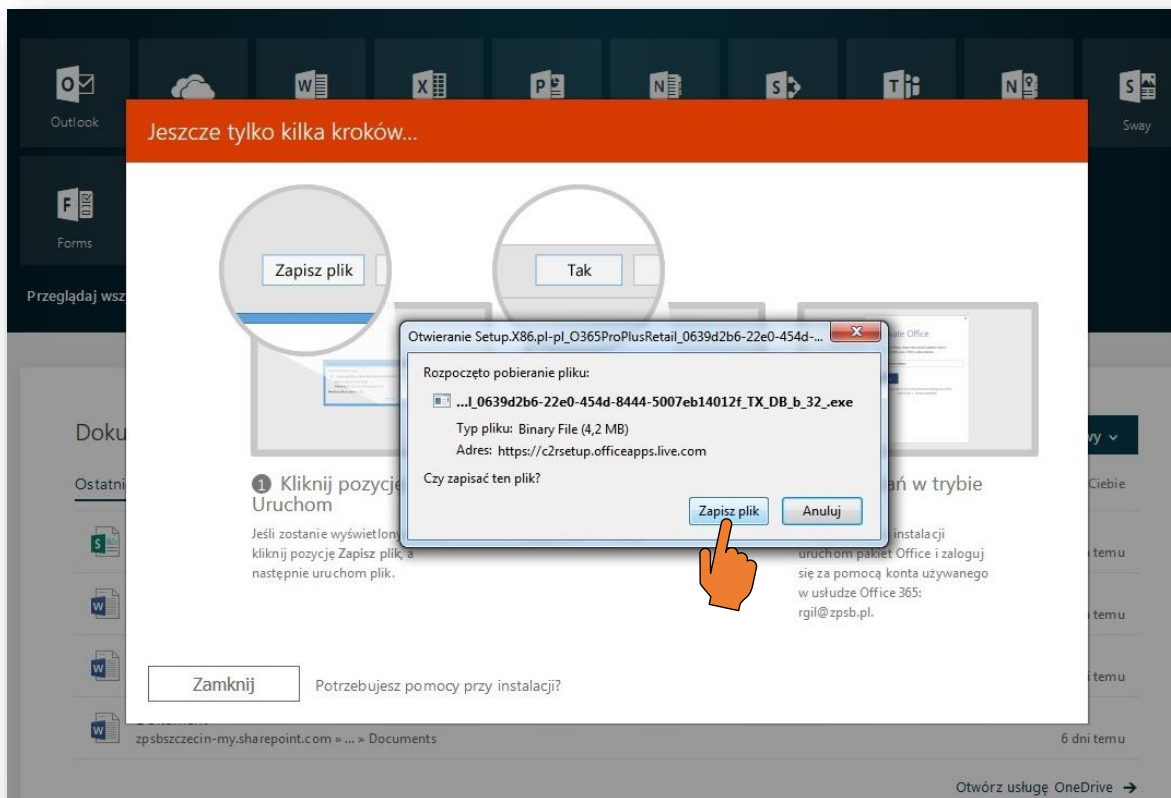 Outlook
Sway
Forms
Przeglądaj wsz
Jeszcze tylko kilka kroków...
Zapisz plik
Tak
Otwieranie Setup.X86.pl-pl_O365ProPlusRetail_0639d2b6-22e0-454d-...
Rozpoczęto pobieranie pliku:
...l_0639d2b6-22e0-454d-8444-5007eb14012f_TX_DB_b_32_.exe
Typ pliku: Binary File (4,2 MB)
Adres: https://c2rsetup.officeapps.live.com
Czy zapisać ten plik?
Zapisz plik
Anuluj
1 Kliknij pozycję
Uruchom
Jeśli zostanie wyświetlony
kliknij pozycję Zapisz plik, a
następnie uruchom plik.
ań w trybie
instalacji
uruchom pakiet Office i zaloguj
się za pomocą konta używanego
w usłudze Office 365:
rgil@zpsb.pl.
Zamknij
Potrzebujesz pomocy przy instalacji?
Doku
wy
Ostatni
Ciebie
temu
temu
temu
zpsbszczecin-my.sharepoint.com » ... » Documents
6 dni temu
Otwórz usługę OneDrive →